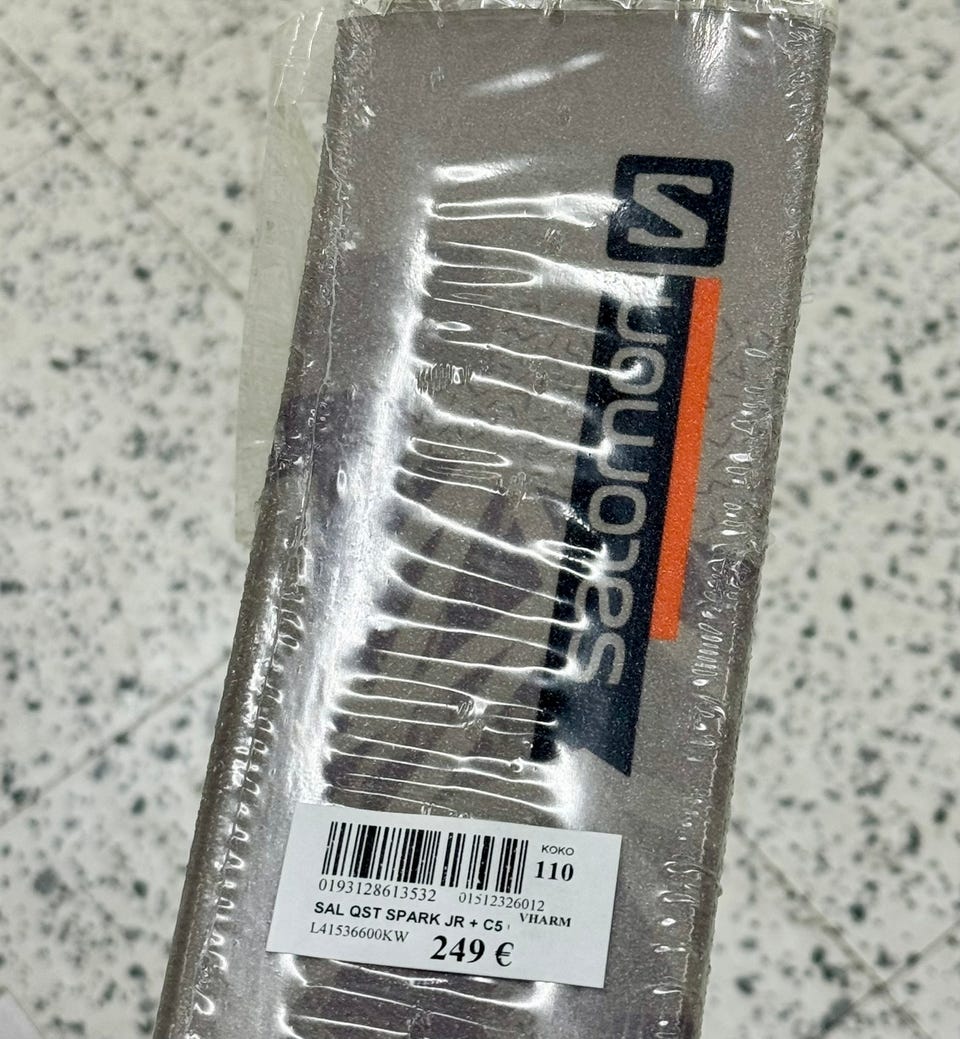 salomon
KOKO
110
0193128613532 01512326012
SAL QST SPARK JR + C5 VHARM
L41536600KW 249 €